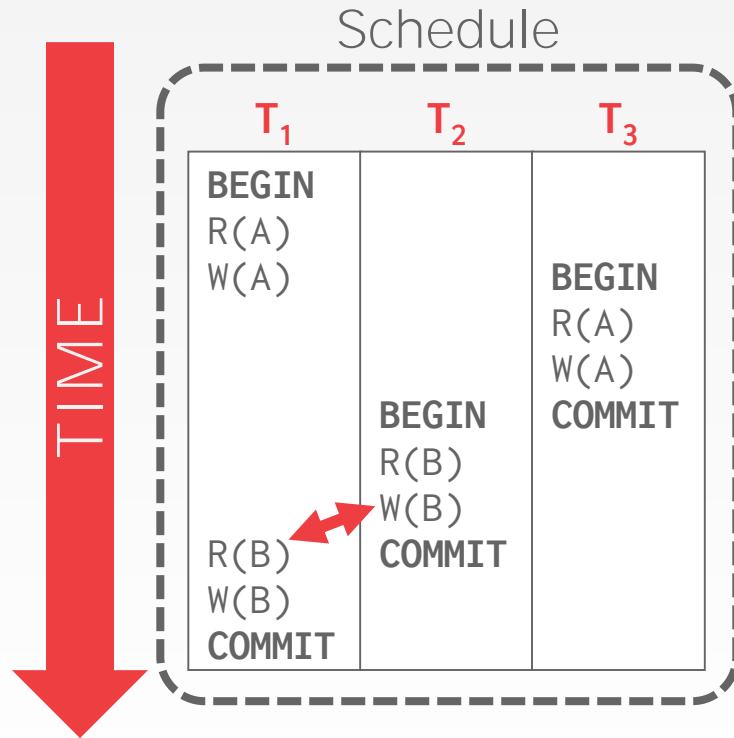 Schedule
TIME
T₁ T₂ T₃
BEGIN
R(A)
W(A) BEGIN
R(A)
W(A)
BEGIN COMMIT
R(B)
W(B)
R(B) COMMIT
W(B)
COMMIT